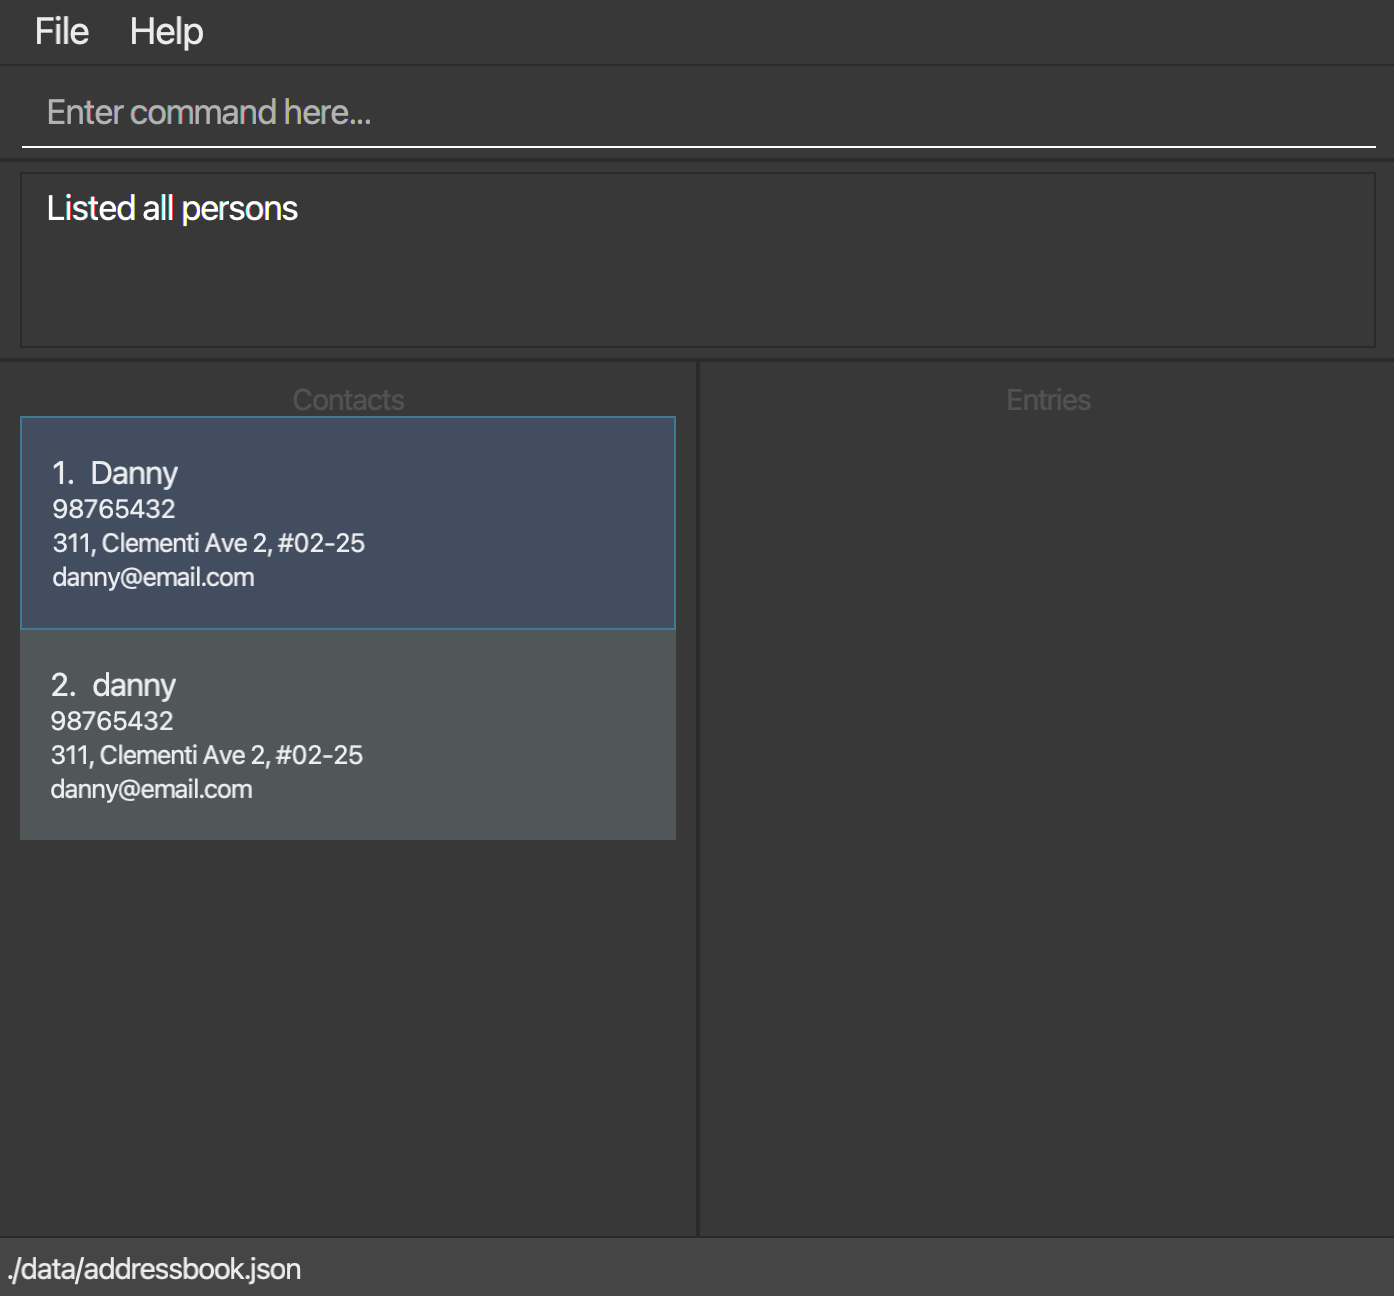 File Help
Enter command here...
Listed all persons
Contacts
1. Danny
98765432
311, Clementi Ave 2, #02-25
danny@email.com
2. danny
98765432
311, Clementi Ave 2, #02-25
danny@email.com
Entries
./data/addressbook.json